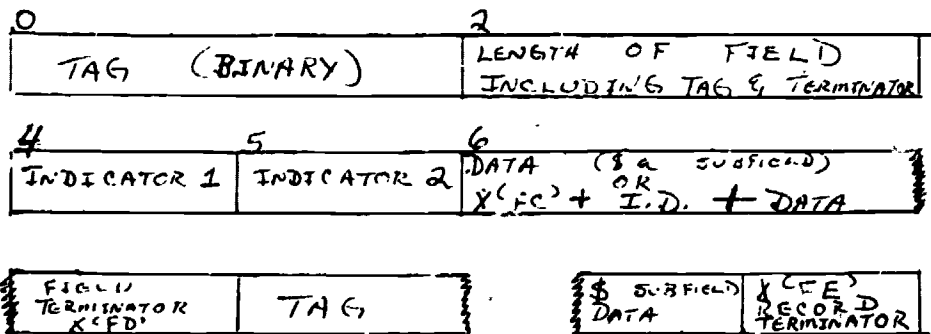 0 2
TAG (BINARY) LENGTH OF FIELD
INCLUDING TAG & TERMINATOR
4 5 6
INDICATOR 1 INDICATOR 2 DATA ($a SUBFIELD)
OR
X'FC' + I.D. + DATA
FIELD
TERMINATOR
X'FD'
TAG
$ SUBFIELD
DATA
X'FE'
RECORD
TERMINATOR